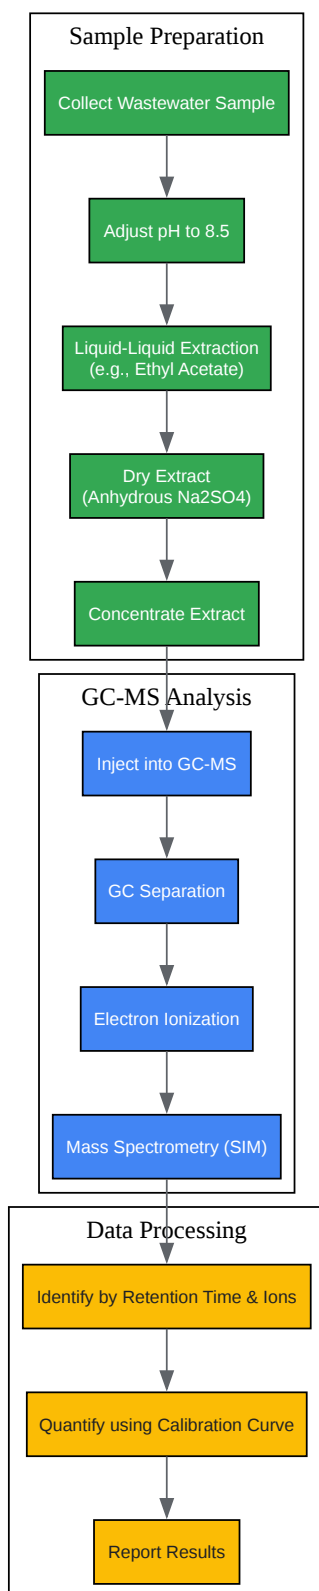 Sample Preparation
Collect Wastewater Sample
Adjust pH to 8.5
Liquid-Liquid Extraction
(e.g., Ethyl Acetate)
Dry Extract
(Anhydrous Na2SO4)
Concentrate Extract
GC-MS Analysis
Inject into GC-MS
GC Separation
Electron Ionization
Mass Spectrometry (SIM)
Data Processing
Identify by Retention Time & Ions
Quantify using Calibration Curve
Report Results